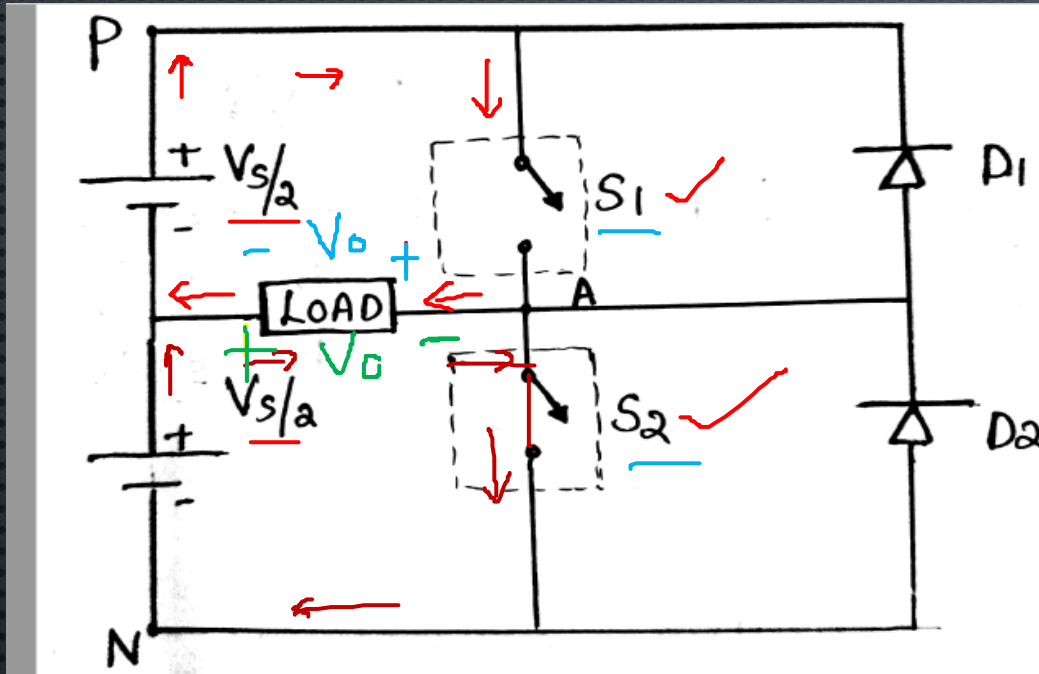 P
+
Vs/2
-
- Vo +
S1
D1
LOAD
A
+ Vo -
Vs/2
+
-
S2
D2
N